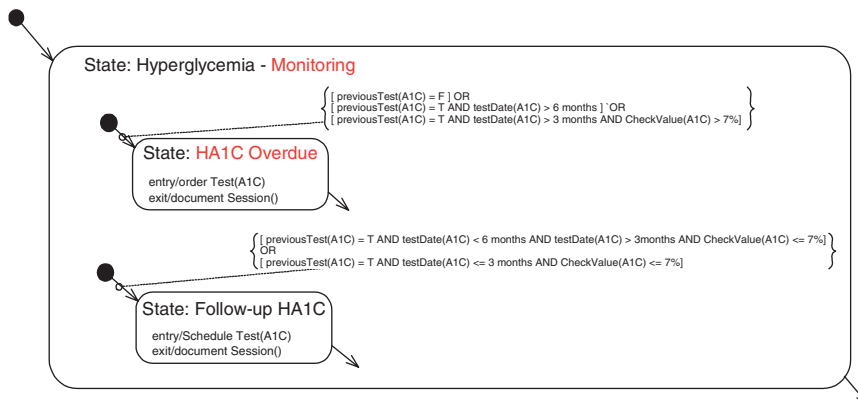 State: Hyperglycemia - Monitoring
[ previousTest(A1C) = F ] OR
[ previousTest(A1C) = T AND testDate(A1C) > 6 months ] `OR
[ previousTest(A1C) = T AND testDate(A1C) > 3 months AND CheckValue(A1C) > 7%]
State: HA1C Overdue
entry/order Test(A1C)
exit/document Session()
[ previousTest(A1C) = T AND testDate(A1C) < 6 months AND testDate(A1C) > 3months AND CheckValue(A1C) <= 7%]
OR
[ previousTest(A1C) = T AND testDate(A1C) <= 3 months AND CheckValue(A1C) <= 7%]
State: Follow-up HA1C
entry/Schedule Test(A1C)
exit/document Session()